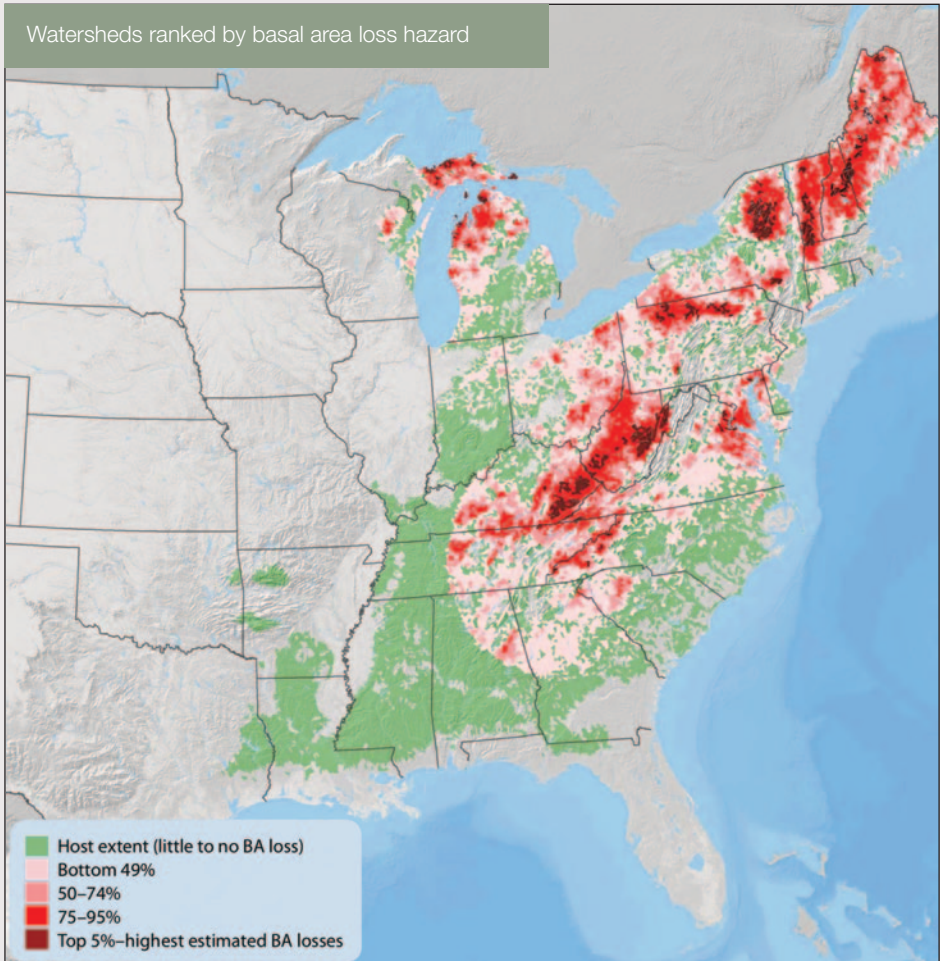 Watersheds ranked by basal area loss hazard
Host extent (little to no BA loss)
Bottom 49%
50–74%
75–95%
Top 5%–highest estimated BA losses